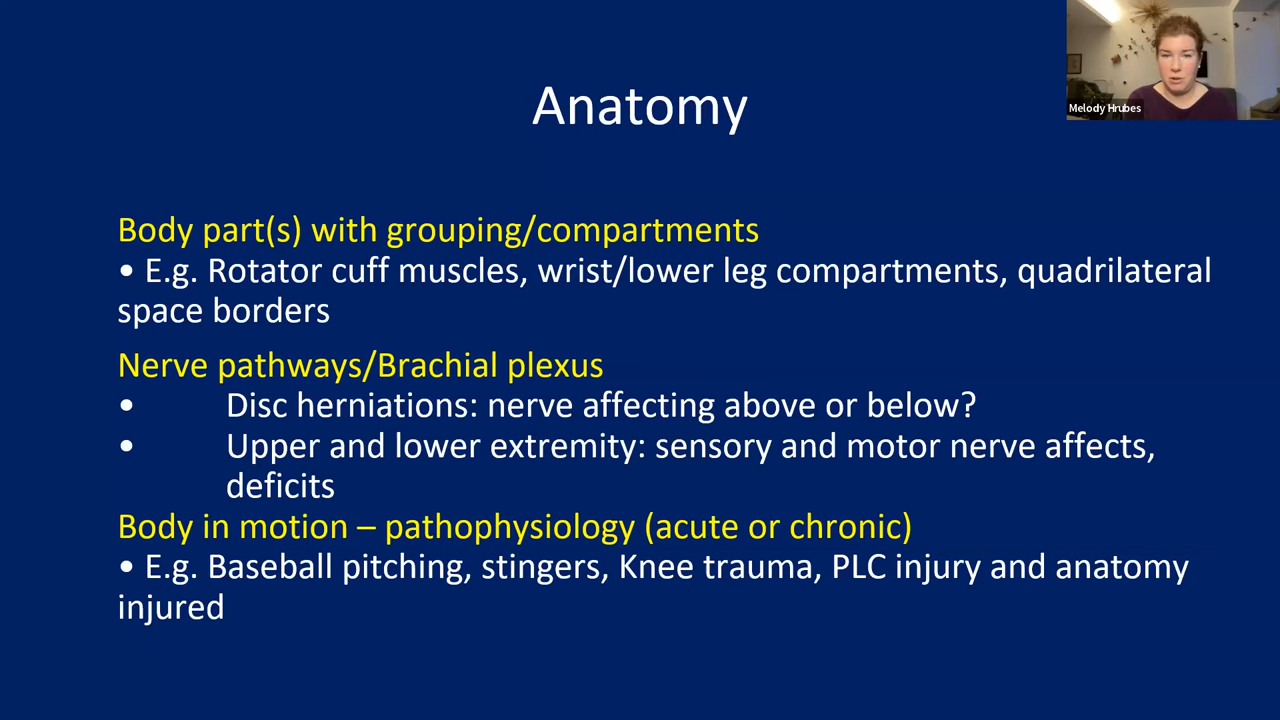 Anatomy
Melody Hrubes
Body part(s) with grouping/compartments
• E.g. Rotator cuff muscles, wrist/lower leg compartments, quadrilateral
space borders
Nerve pathways/Brachial plexus
• Disc herniations: nerve affecting above or below?
• Upper and lower extremity: sensory and motor nerve affects,
deficits
Body in motion – pathophysiology (acute or chronic)
• E.g. Baseball pitching, stingers, Knee trauma, PLC injury and anatomy
injured